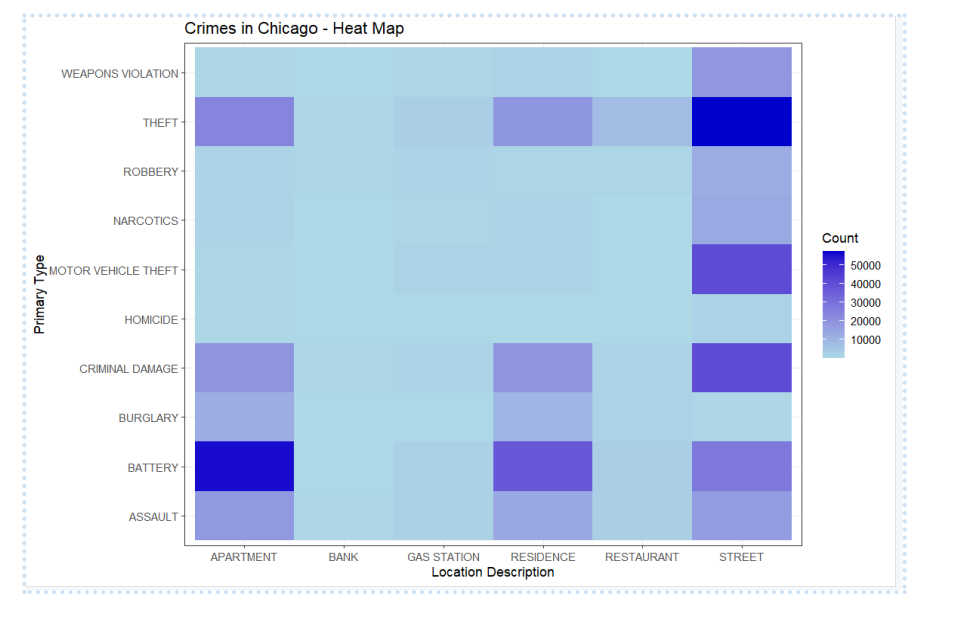 Crimes in Chicago - Heat Map
Primary Type
WEAPONS VIOLATION
THEFT
ROBBERY
NARCOTICS
MOTOR VEHICLE THEFT
HOMICIDE
CRIMINAL DAMAGE
BURGLARY
BATTERY
ASSAULT
APARTMENT BANK GAS STATION RESIDENCE RESTAURANT STREET
Location Description
Count
50000
40000
30000
20000
10000